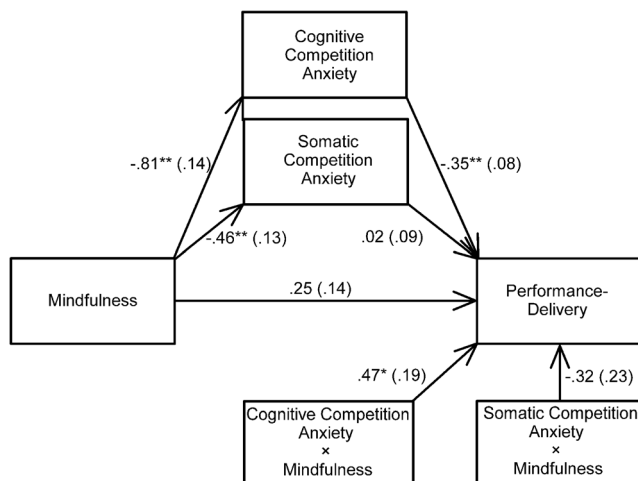 Cognitive
Competition
Anxiety
Somatic
Competition
Anxiety
-.81** (.14)
-.35** (.08)
-.46** (.13)
.02 (.09)
Mindfulness
.25 (.14)
Performance-
Delivery
.47* (.19)
-.32 (.23)
Cognitive Competition
Anxiety
×
Mindfulness
Somatic Competition
Anxiety
×
Mindfulness